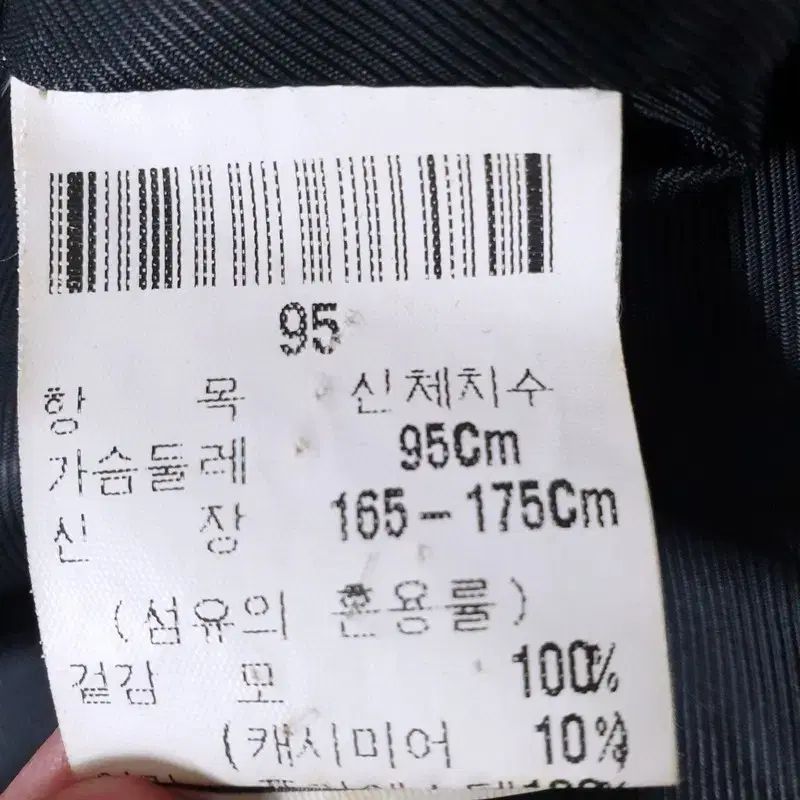 95
항 목 신체치수
가슴둘레 95Cm
신 장 165-175Cm
(섬유의 혼용률)
겉감 모 100%
(캐시미어 10%)
100%